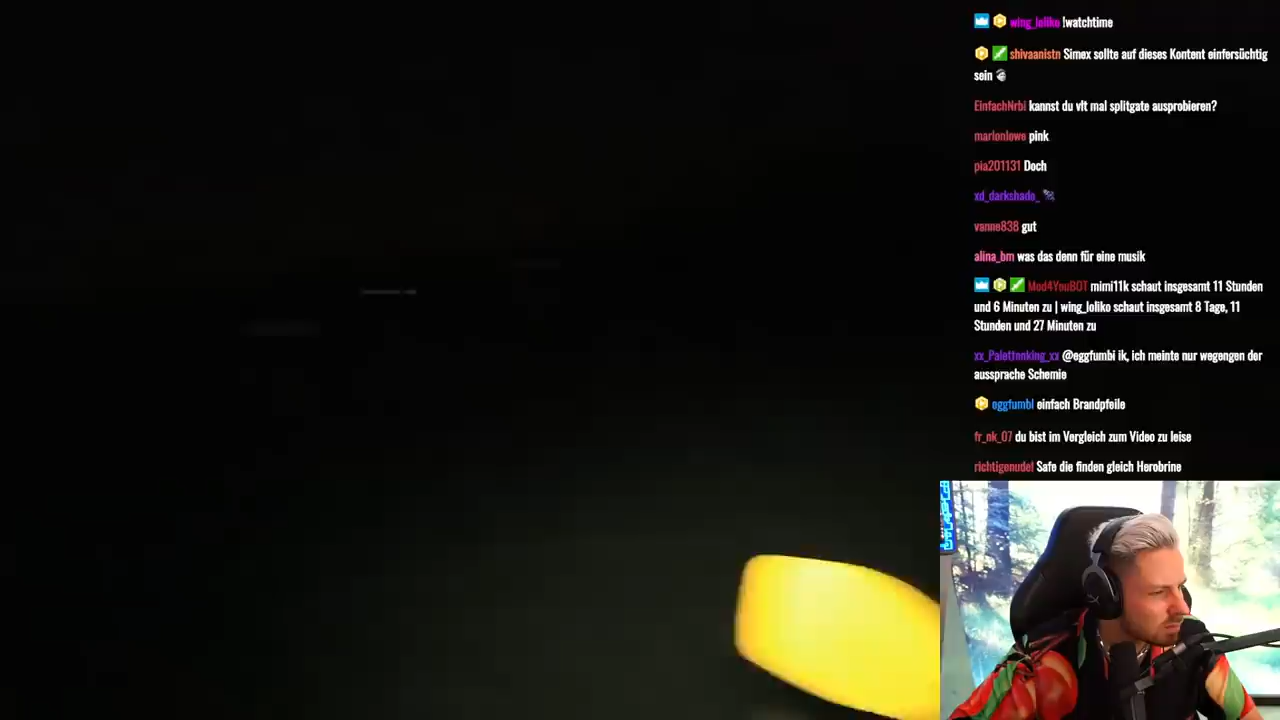 wing_loliko !watchtime
shivaanistn Simex sollte auf dieses Kontent einfersüchtig
sein
EinfachNrbi kannst du vlt mal splitgate ausprobieren?
marlonlowe pink
pia201131 Doch
xd_darkshade_
vanne838 gut
alina_bm was das denn für eine musik
Mod4YouBOT mimi11k schaut insgesamt 11 Stunden
und 6 Minuten zu | wing_loliko schaut insgesamt 8 Tage, 11
Stunden und 27 Minuten zu
xx_Palettnnking_xx @eggfumbi ik, ich meinte nur wegengen der
aussprache Schemie
eggfumbi einfach Brandpfeile
fr_nk_07 du bist im Vergleich zum Video zu leise
richtigenudel Safe die finden gleich Herobrine